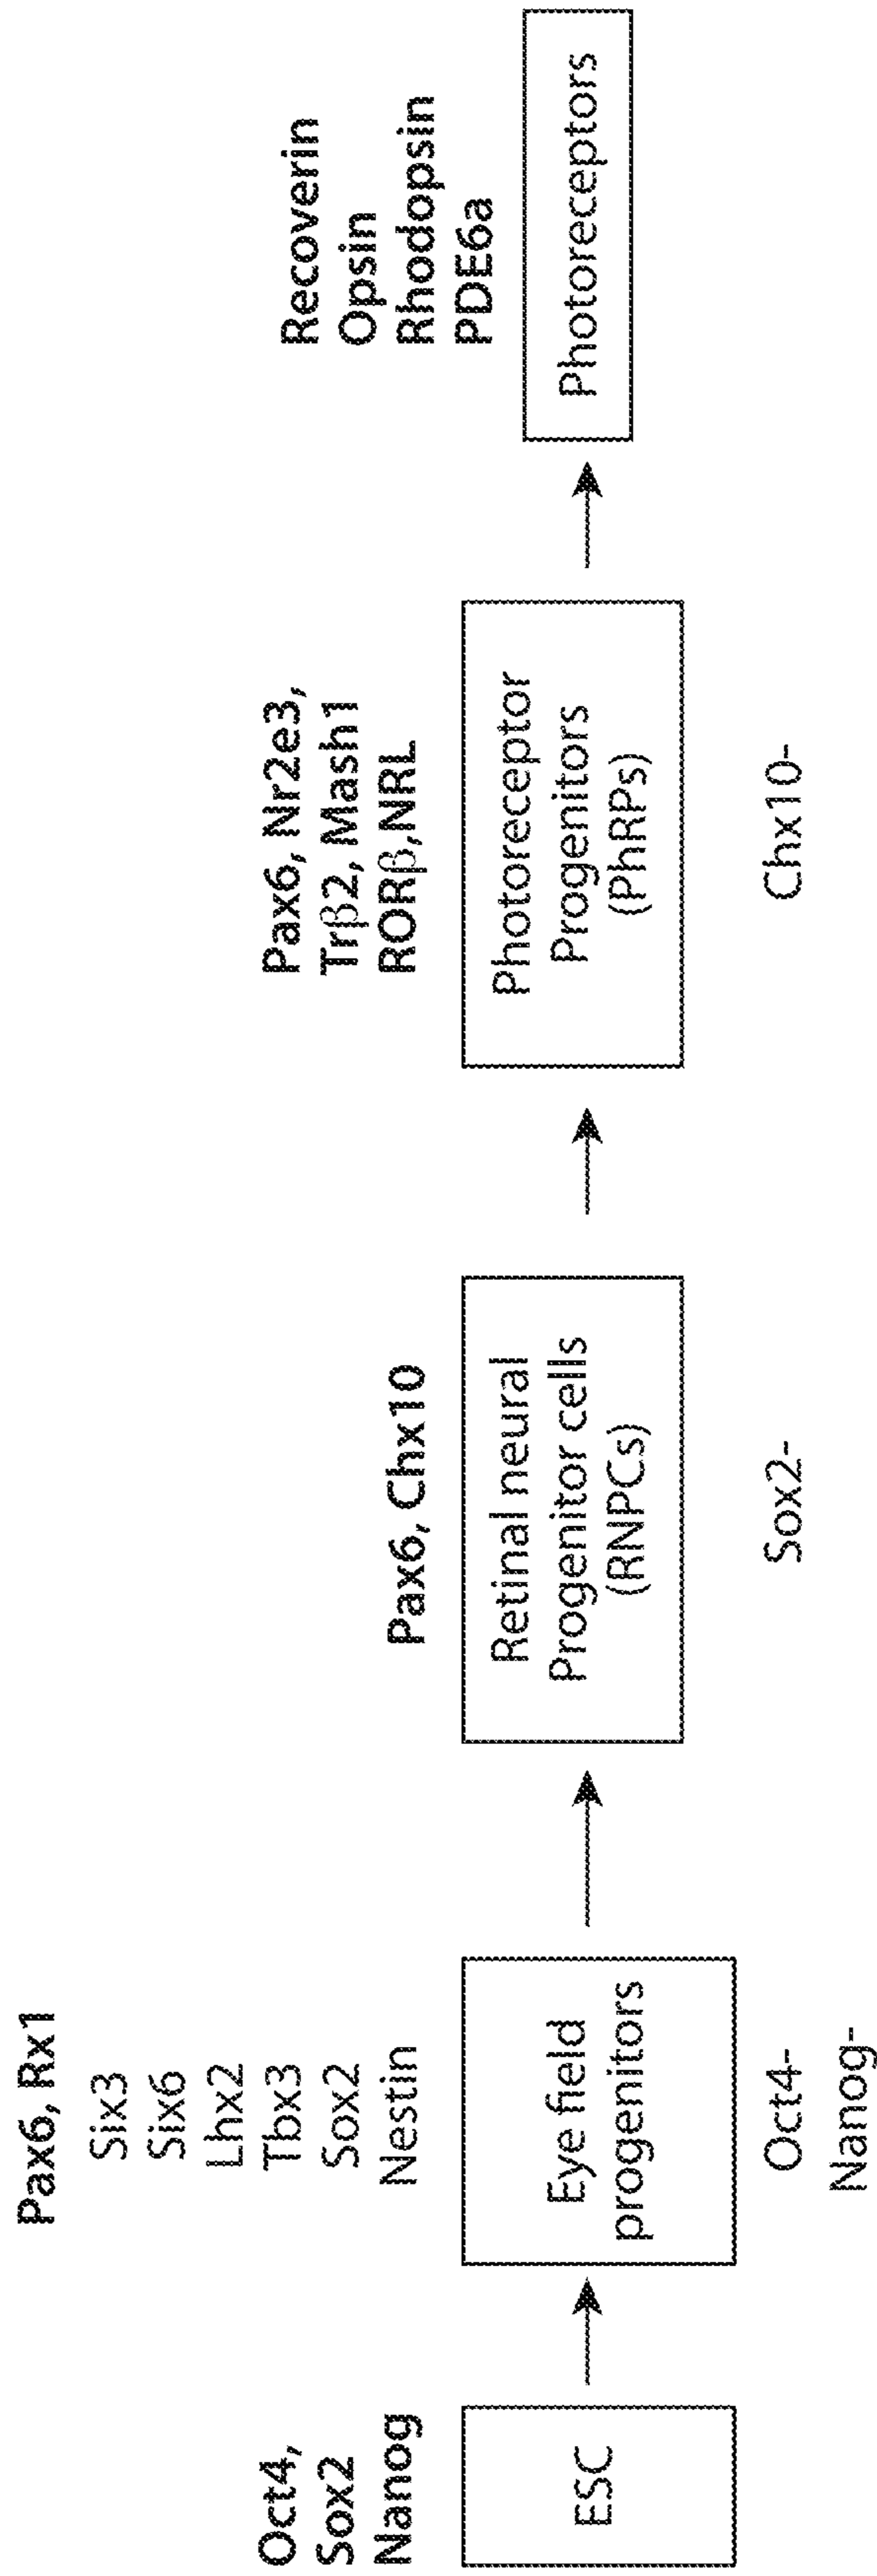 Oct4,
Sox2
Nanog
ESC
Pax6, Rx1
Six3
Six6
Lhx2
Tbx3
Sox2
Nestin
Eye field
progenitors
Oct4-
Nanog-
Pax6, Chx10
Retinal neural
Progenitor cells
(RNPCs)
Sox2-
Pax6, Nr2e3,
Trβ2, Mash1
RORβ,NRL
Photoreceptor
Progenitors
(PhRPs)
Chx10-
Recoverin
Opsin
Rhodopsin
PDE6a
Photoreceptors